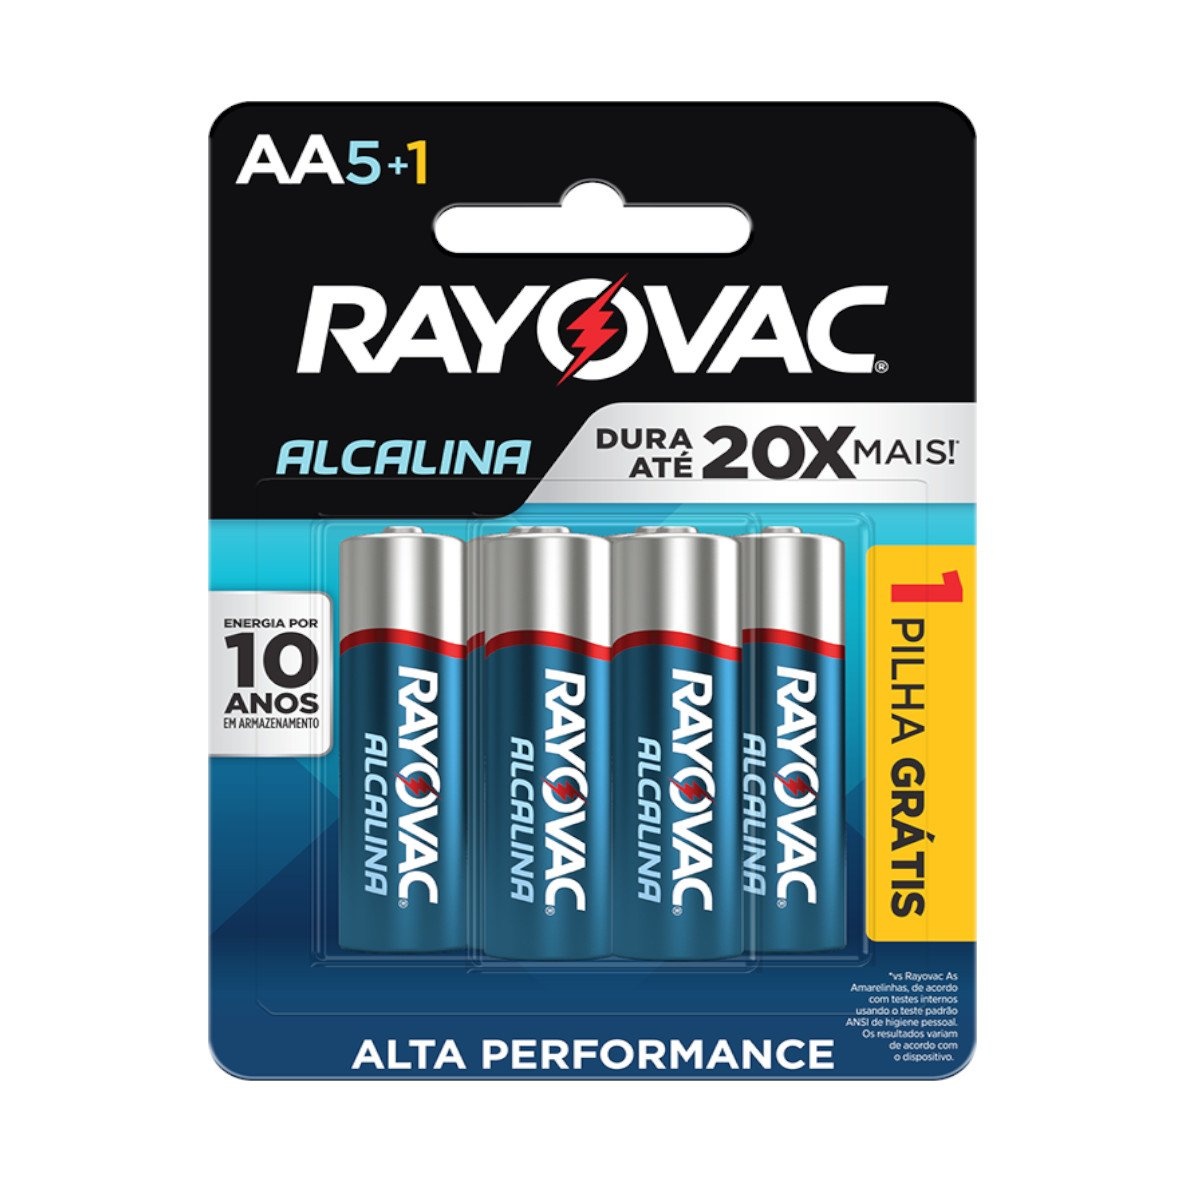 AA5+1
RAYOVAC®
ALCALINA
DURA
ATÉ 20X MAIS!*
ENERGIA POR
10
ANOS
EM ARMAZENAMENTO
RAYOVAC®
ALCALINA
RAYOVAC®
ALCALINA
RAYOVAC®
ALCALINA
RAYOVAC®
ALCALINA
1 PILHA GRÁTIS
*vs Rayovac As
Amarelinhas, de acordo
com testes internos
usando o teste padrão
ANSI de higiene pessoal.
Os resultados variam
de acordo com
o dispositivo.
ALTA PERFORMANCE